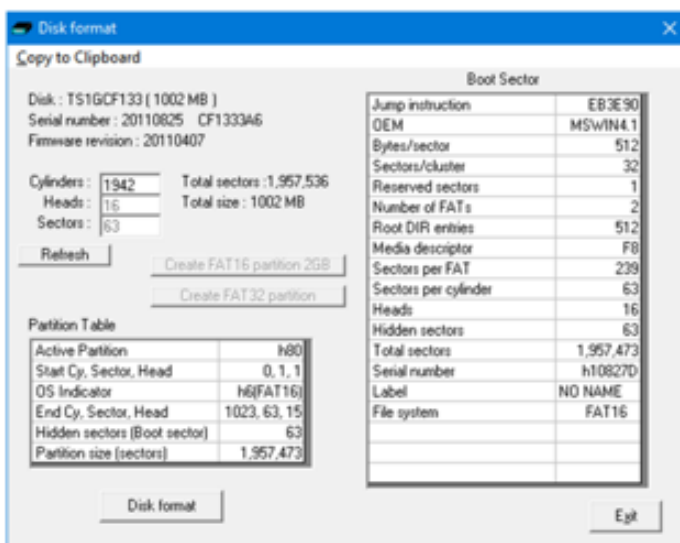 Disk format
Copy to Clipboard
Disk : TS1GCF133 ( 1002 MB )
Serial number : 20110825 CF1333A6
Firmware revision : 20110407
Cylinders : 1942 Total sectors :1,957,536
Heads : 16 Total size : 1002 MB
Sectors : 63
Refresh
Create FAT16 partition 2GB
Create FAT32 partition
Partition Table
Active Partition h80
Start Cy, Sector, Head 0, 1, 1
OS Indicator h6(FAT16)
End Cy, Sector, Head 1023, 63, 15
Hidden sectors (Boot sector) 63
Partition size (sectors) 1,957,473
Disk format
Boot Sector
Jump instruction EB3E90
OEM MSWIN4.1
Bytes/sector 512
Sectors/cluster 32
Reserved sectors 1
Number of FATs 2
Root DIR entries 512
Media descriptor F8
Sectors per FAT 239
Sectors per cylinder 63
Heads 16
Hidden sectors 63
Total sectors 1,957,473
Serial number h10827D
Label NO NAME
File system FAT16
Exit